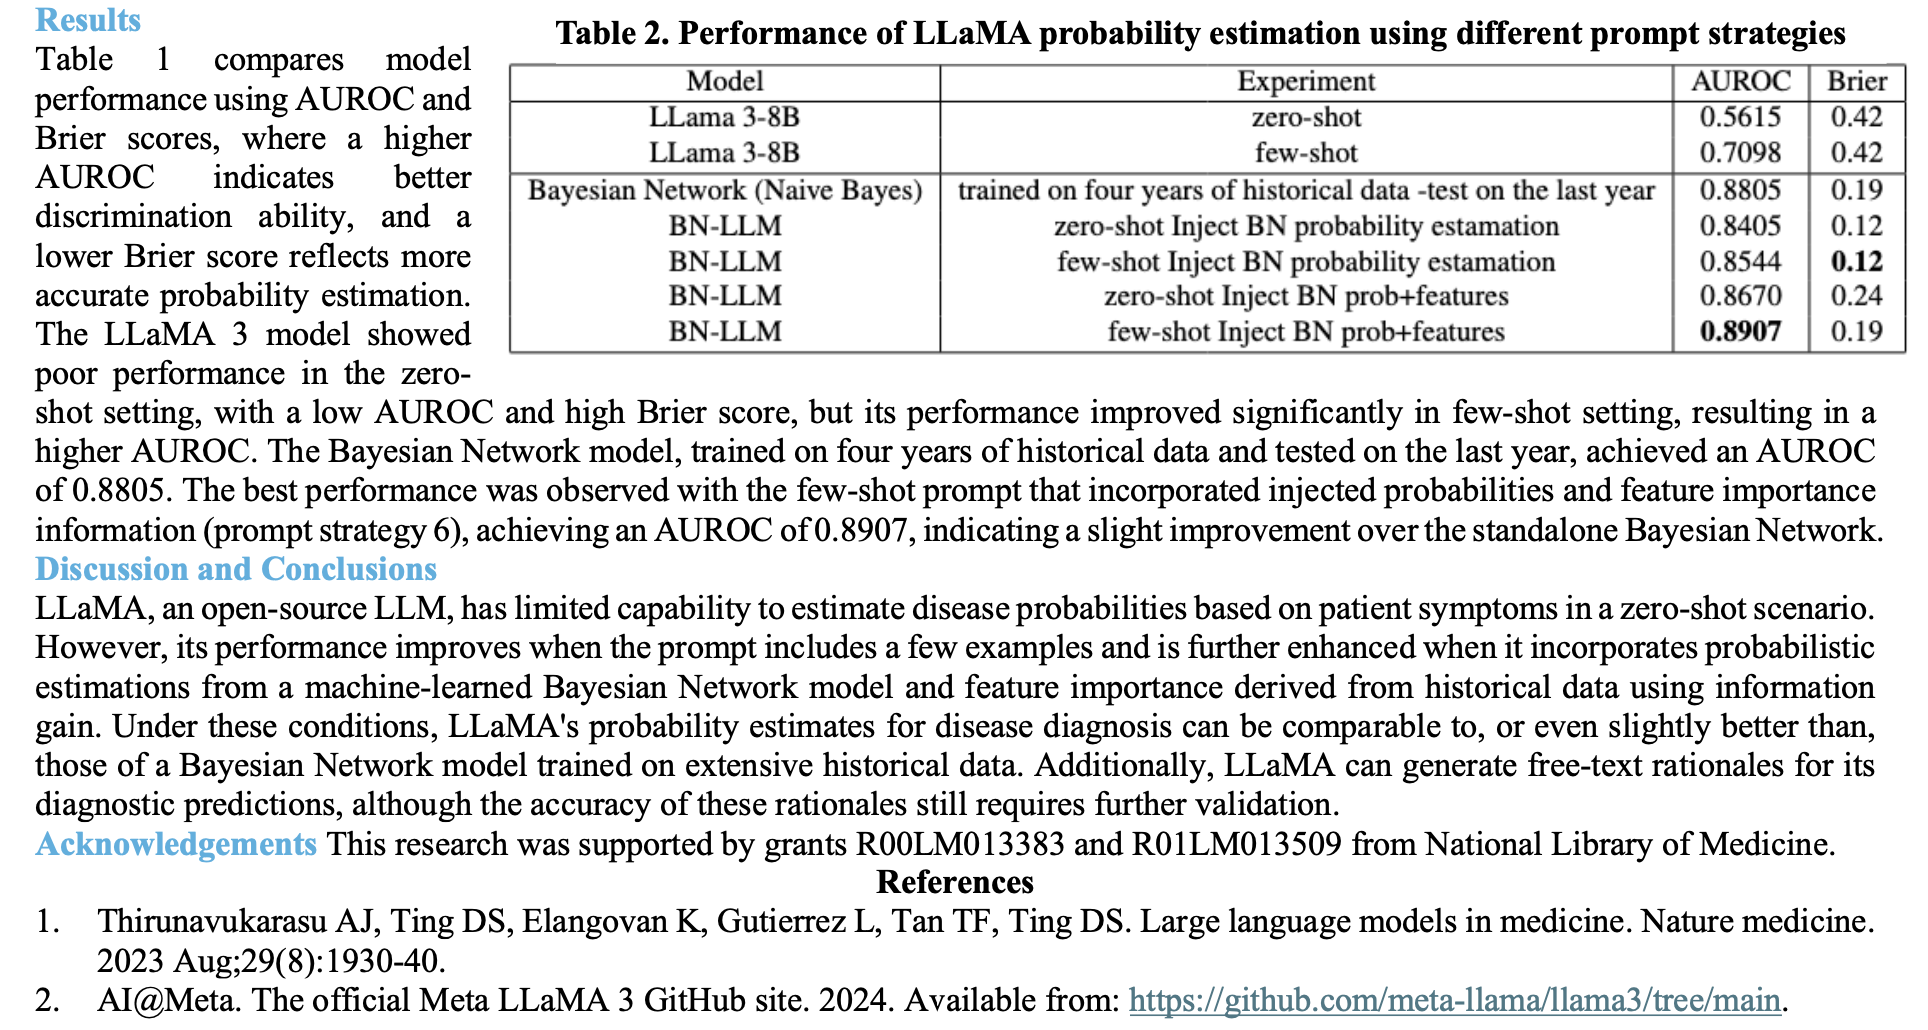 Results
Table 1 compares model
performance using AUROC and
Brier scores, where a higher
AUROC indicates better
discrimination ability, and a
lower Brier score reflects more
accurate probability estimation.
The LLaMA 3 model showed
poor performance in the zero-
Table 2. Performance of LLaMA probability estimation using different prompt strategies
Model Experiment AUROC Brier
LLama 3-8B zero-shot 0.5615 0.42
LLama 3-8B few-shot 0.7098 0.42
Bayesian Network (Naive Bayes) trained on four years of historical data -test on the last year 0.8805 0.19
BN-LLM zero-shot Inject BN probability estamation 0.8405 0.12
BN-LLM few-shot Inject BN probability estamation 0.8544 0.12
BN-LLM zero-shot Inject BN prob+features 0.8670 0.24
BN-LLM few-shot Inject BN prob+features 0.8907 0.19
shot setting, with a low AUROC and high Brier score, but its performance improved significantly in few-shot setting, resulting in a
higher AUROC. The Bayesian Network model, trained on four years of historical data and tested on the last year, achieved an AUROC
of 0.8805. The best performance was observed with the few-shot prompt that incorporated injected probabilities and feature importance
information (prompt strategy 6), achieving an AUROC of 0.8907, indicating a slight improvement over the standalone Bayesian Network.
Discussion and Conclusions
LLaMA, an open-source LLM, has limited capability to estimate disease probabilities based on patient symptoms in a zero-shot scenario.
However, its performance improves when the prompt includes a few examples and is further enhanced when it incorporates probabilistic
estimations from a machine-learned Bayesian Network model and feature importance derived from historical data using information
gain. Under these conditions, LLaMA's probability estimates for disease diagnosis can be comparable to, or even slightly better than,
those of a Bayesian Network model trained on extensive historical data. Additionally, LLaMA can generate free-text rationales for its
diagnostic predictions, although the accuracy of these rationales still requires further validation.
Acknowledgements This research was supported by grants R00LM013383 and R01LM013509 from National Library of Medicine.
References
1. Thirunavukarasu AJ, Ting DS, Elangovan K, Gutierrez L, Tan TF, Ting DS. Large language models in medicine. Nature medicine.
2023 Aug;29(8):1930-40.
2. AI@Meta. The official Meta LLaMA 3 GitHub site. 2024. Available from: https://github.com/meta-llama/llama3/tree/main.